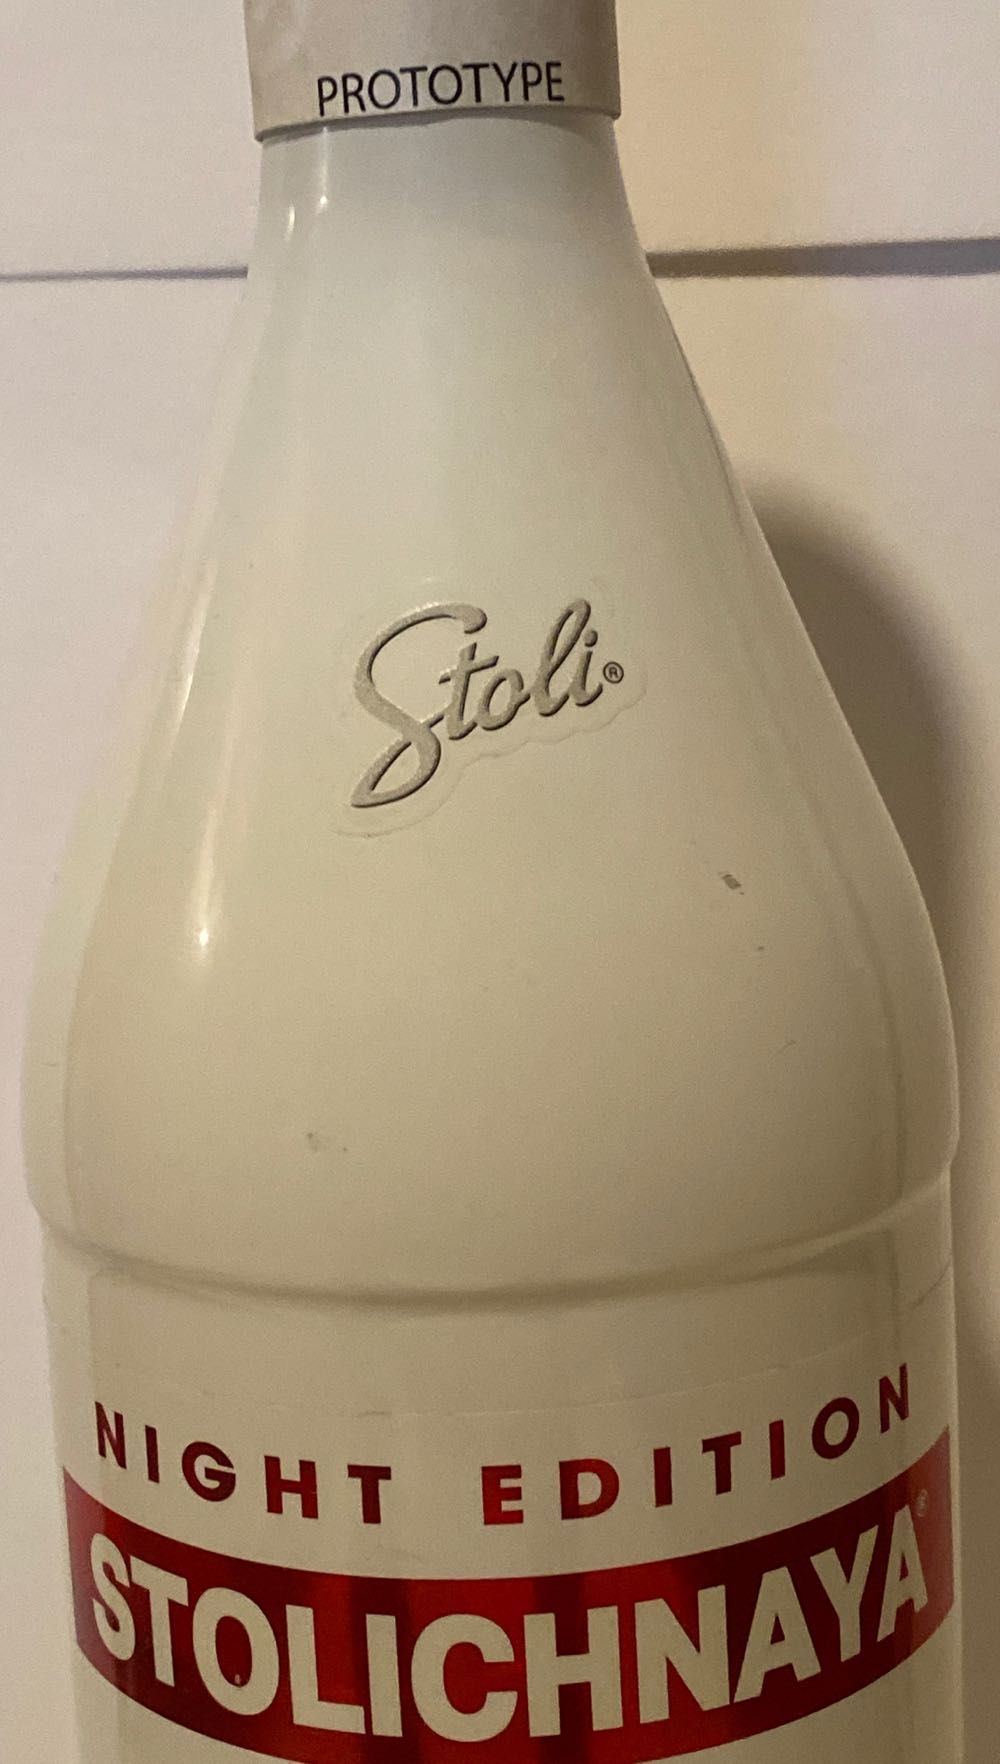 PROTOTYPE
Stoli®
NIGHT EDITION
STOLICHNAYA®